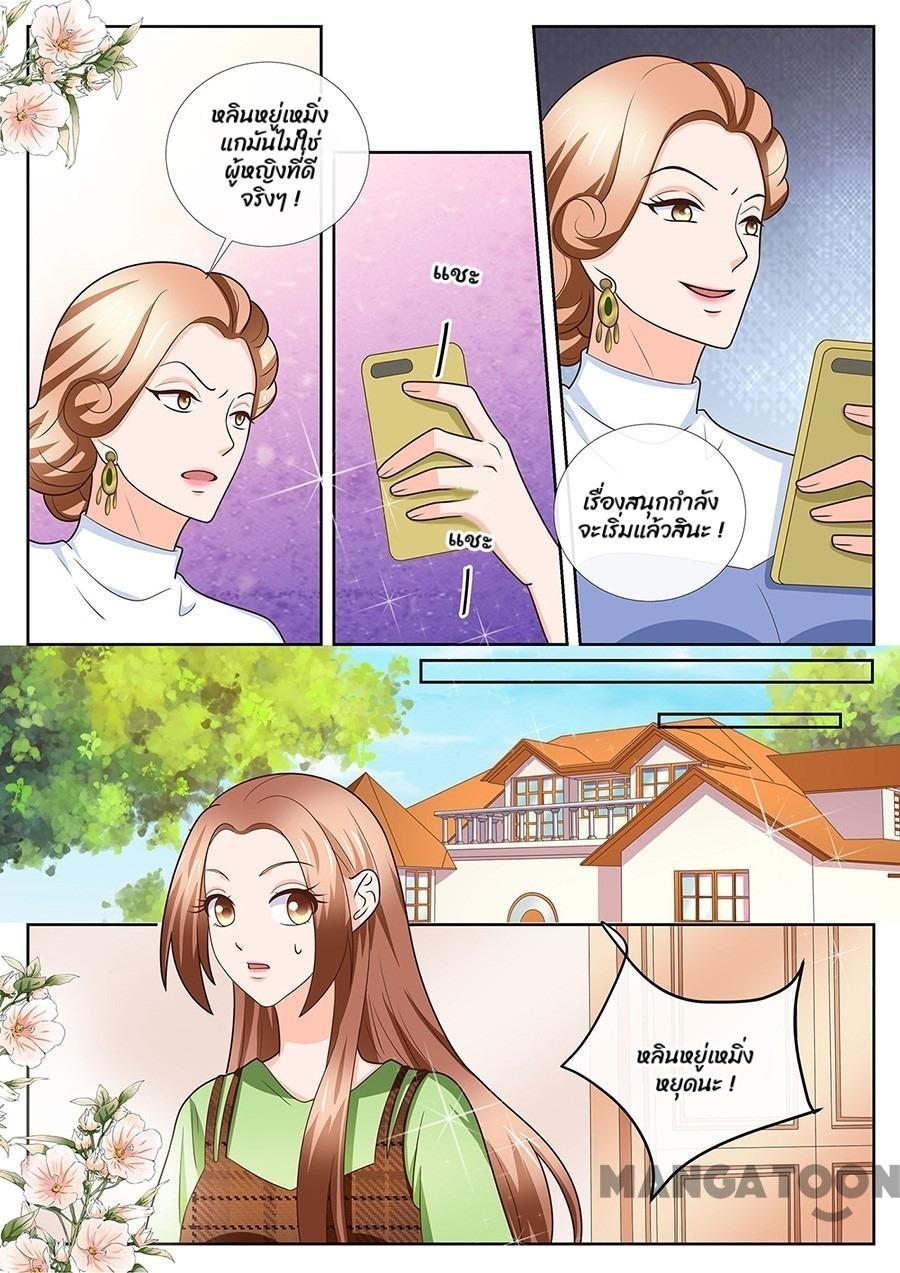 หลินหยู่เหมิ่ง
แกมันไม่ใช่
ผู้หญิงที่ดี
จริงๆ !
แชะ
แชะ
เรื่องสนุกกำลัง
จะเริ่มแล้วสินะ !
หลินหยู่เหมิ่ง
หยุดนะ !
MANGATOON